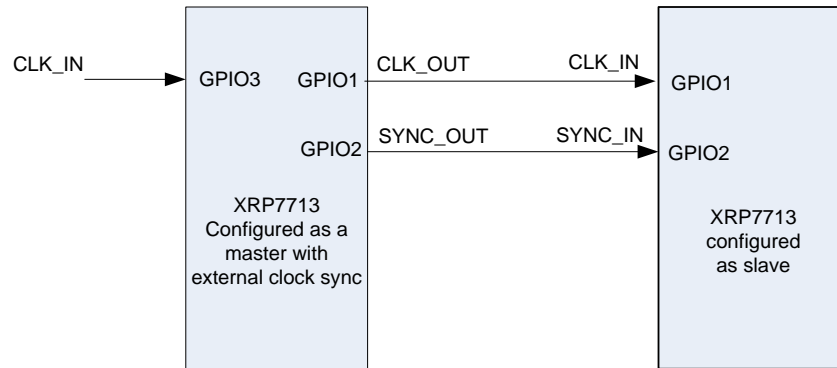 CLK_IN
GPIO3
GPIO1
CLK_OUT
CLK_IN
GPIO1
GPIO2
SYNC_OUT
SYNC_IN
GPIO2
XRP7713
Configured as a
master with
external clock sync
XRP7713
configured
as slave